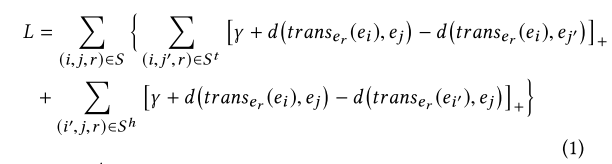 L = ∑_{(i,j,r)∈S} { ∑_{(i,j′,r)∈S^t} [γ + d(trans_{e_r}(e_i), e_j) − d(trans_{e_r}(e_i), e_{j′})]_+
+ ∑_{(i′,j,r)∈S^h} [γ + d(trans_{e_r}(e_i), e_j) − d(trans_{e_r}(e_{i′}), e_j)]_+ }
(1)